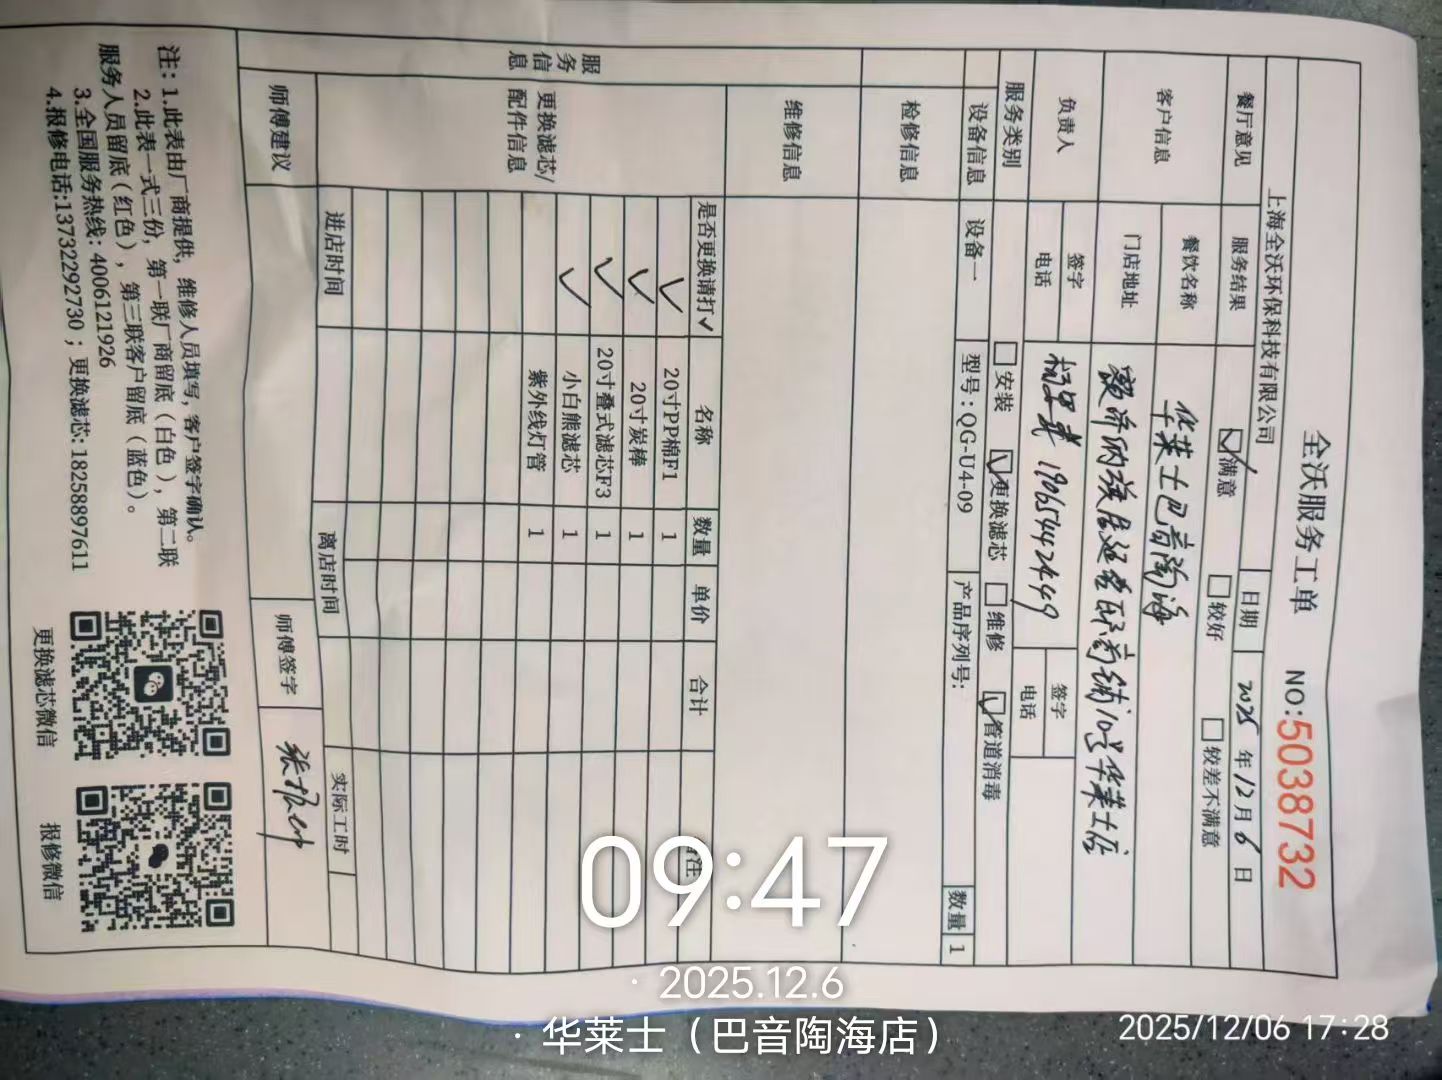 全沃服务工单 NO:5038732
上海全沃环保科技有限公司
日期 2025 年 12 月 6 日
餐厅意见 服务结果 满意 较好 较差不满意
客户信息 餐饮名称 华莱士巴音陶海
门店地址 商铺10号华莱士店
负责人 签字 签字
电话 19065442449 电话
服务类别 安装 更换滤芯 维修 管道消毒
设备信息 设备一 型号:QG-U4-09 产品序列号: 数量 1
服务信息
检修信息
维修信息
更换滤芯/配件信息
是否更换请打✓ 名称 数量 单价 合计 备注
✓ 20寸PP棉F1 1
✓ 20寸炭棒 1
✓ 20寸叠式滤芯F3 1
✓ 小白熊滤芯 1
紫外线灯管 1
进店时间 离店时间 实际工时
师傅建议 师傅签字
注:1.此表由厂商提供,维修人员填写,客户签字确认。
2.此表一式三份,第一联厂商留底(白色),第二联
服务人员留底(红色),第三联客户留底(蓝色)。
3.全国服务热线:4006121926
4.报修电话:13732292730;更换滤芯:18258897611
更换滤芯微信 报修微信
09:47
· 2025.12.6
· 华莱士(巴音陶海店)
2025/12/06 17:28